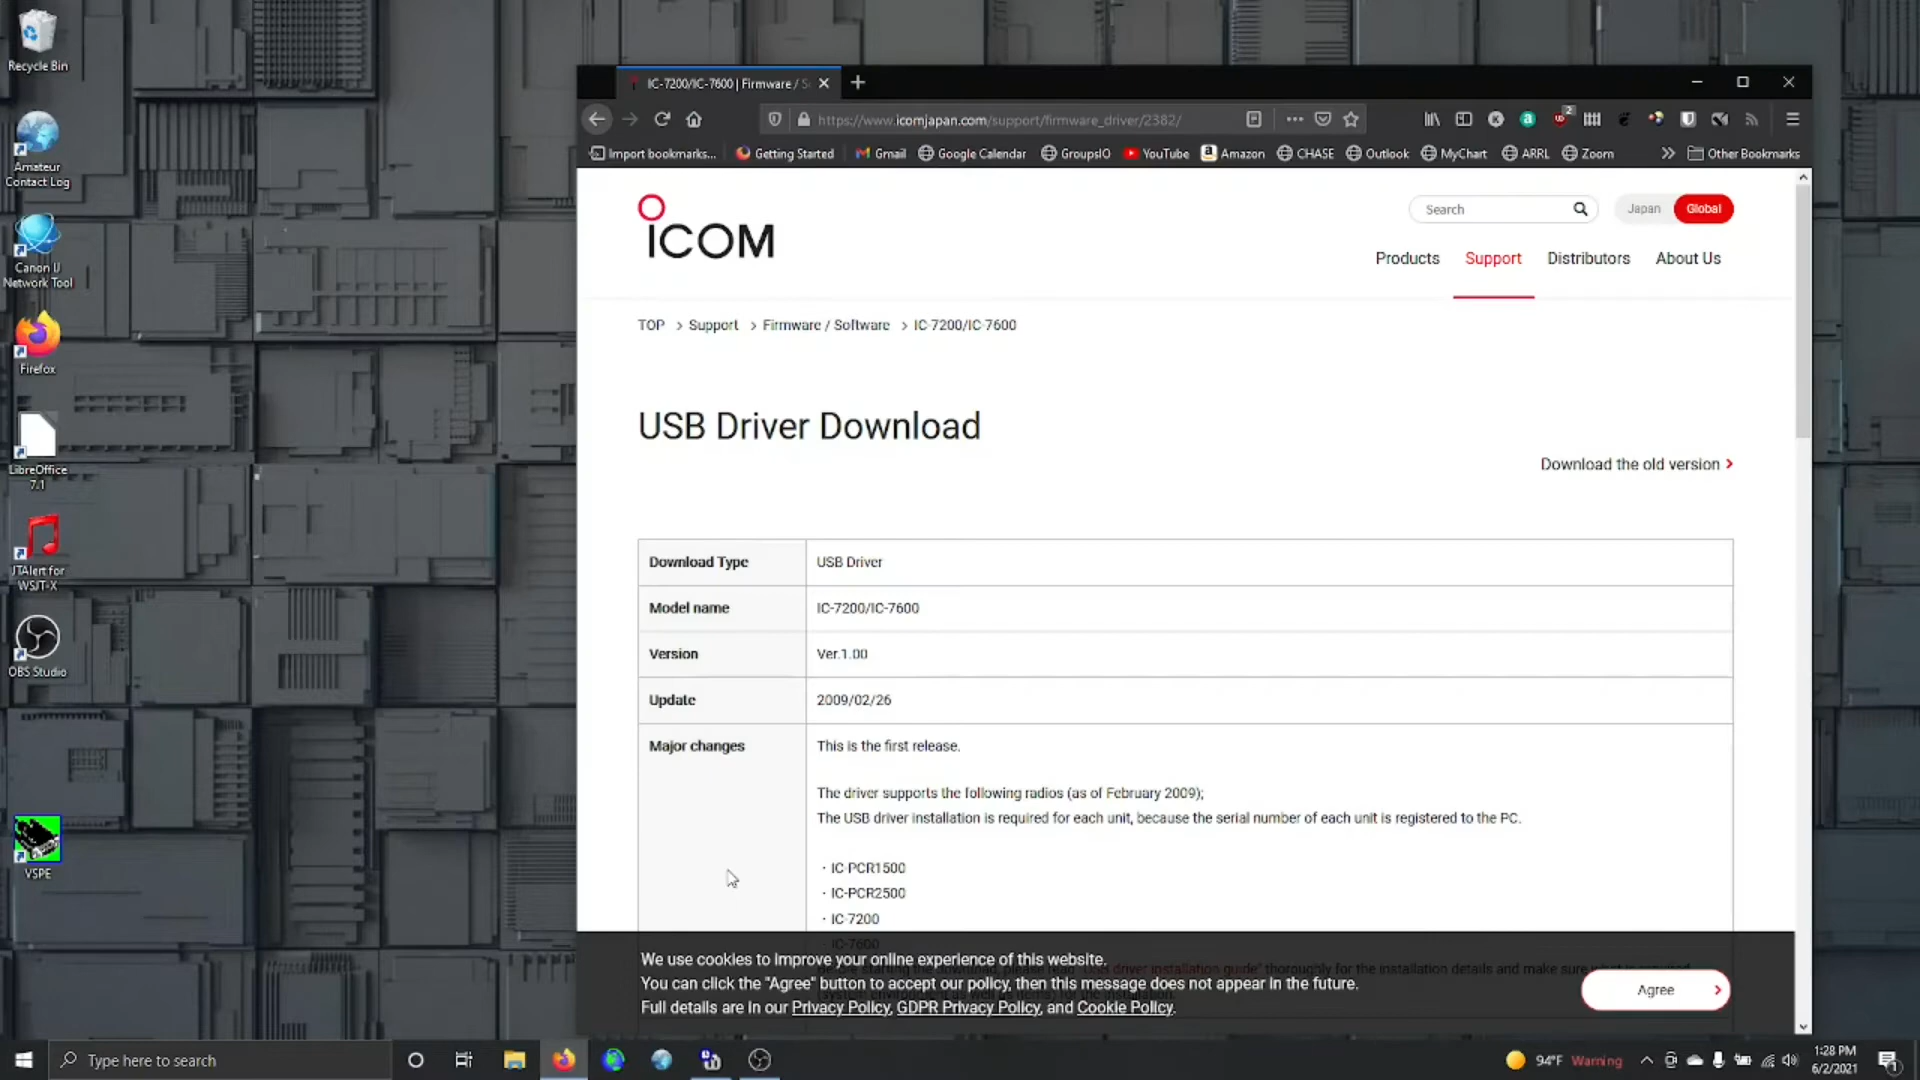 Recycle Bin
Amateur
Contact Log
Canon IJ
Network Tool
Firefox
LibreOffice
7.1
JTAlert for
WSJT-X
OBS Studio
VSPE
IC-7200/IC-7600 | Firmware / S
https://www.icomjapan.com/support/firmware_driver/2382/
2
Import bookmarks...
Getting Started
Gmail
Google Calendar
GroupsIO
YouTube
Amazon
CHASE
Outlook
MyChart
ARRL
Zoom
Other Bookmarks
ICOM
Search
Japan
Global
Products
Support
Distributors
About Us
TOP > Support > Firmware / Software > IC-7200/IC-7600
USB Driver Download
Download the old version >
Download Type USB Driver
Model name IC-7200/IC-7600
Version Ver.1.00
Update 2009/02/26
Major changes This is the first release.
The driver supports the following radios (as of February 2009);
The USB driver installation is required for each unit, because the serial number of each unit is registered to the PC.
· IC-PCR1500
· IC-PCR2500
· IC-7200
· IC-7600
We use cookies to improve your online experience of this website.
You can click the "Agree" button to accept our policy, then this message does not appear in the future.
Full details are in our Privacy Policy, GDPR Privacy Policy, and Cookie Policy.
Agree
Type here to search
94°F Warning
1:28 PM
6/2/2021
1